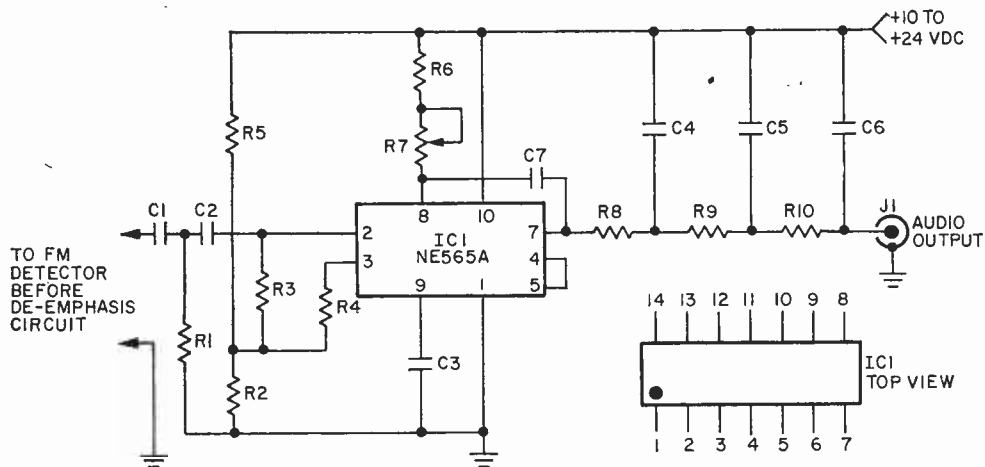 +10 TO
+24 VDC
R6
R5
R7
C4
C5
C6
C7
C1
C2
8
10
R8
R9
R10
J1
AUDIO
OUTPUT
2
IC1
7
3
NE565A
4
9
1
5
TO FM
DETECTOR
BEFORE
DE-EMPHASIS
CIRCUIT
R3
R4
R1
R2
C3
14 13 12 11 10 9 8
IC1
TOP VIEW
1 2 3 4 5 6 7